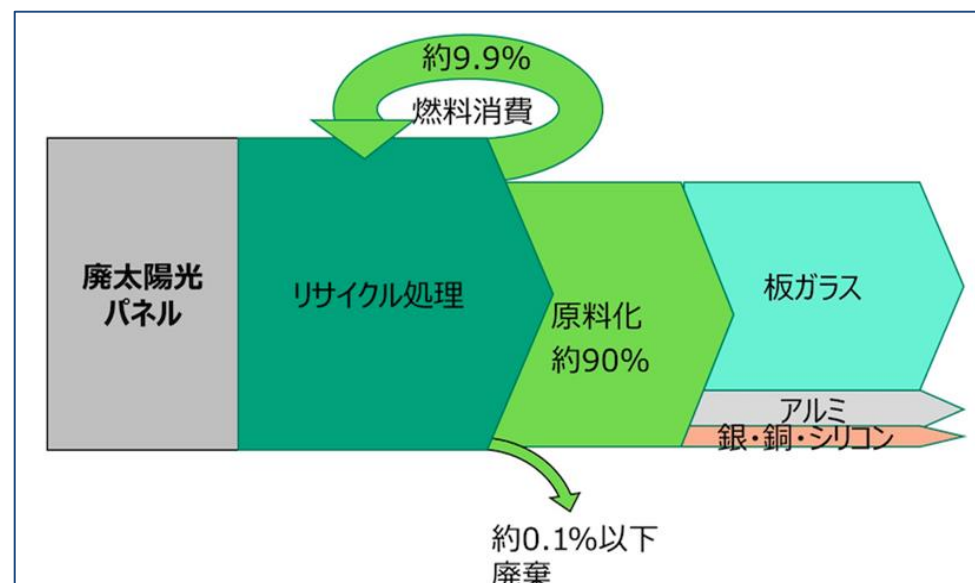 約9.9%
燃料消費
廃太陽光
パネル
リサイクル処理
原料化
約90%
板ガラス
アルミ
銀・銅・シリコン
約0.1%以下
廃棄